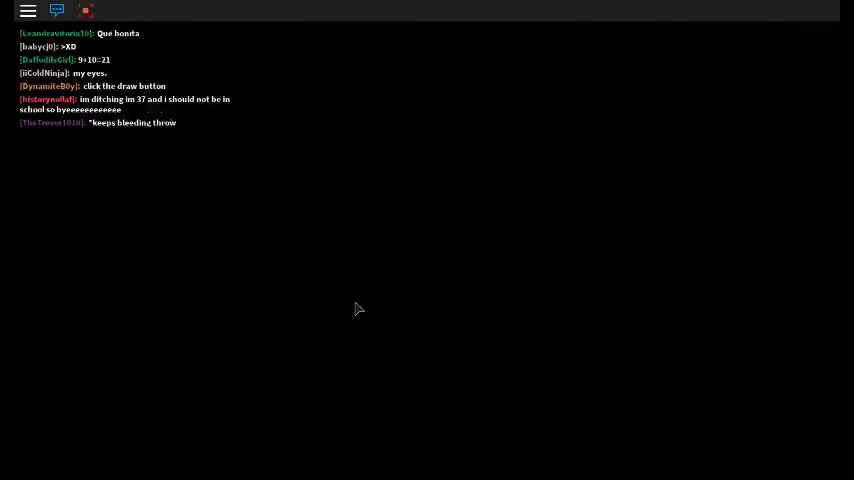 [Leandravitoria10]: Que bonita
[babycj0]: >XD
[DaffodilsGirl]: 9+10=21
[iiColdNinja]: my eyes.
[DynamiteB0y]: click the draw button
[historynollaf]: im ditching im 37 and i should not be in
school so byeeeeeeeeeeee
[TheTrevor1018]: *keeps bleeding throw